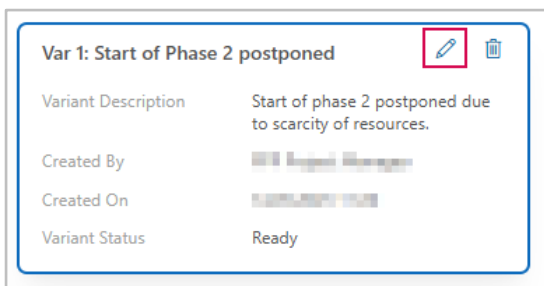 Var 1: Start of Phase 2 postponed
Variant Description Start of phase 2 postponed due
to scarcity of resources.
Created By
Created On
Variant Status Ready